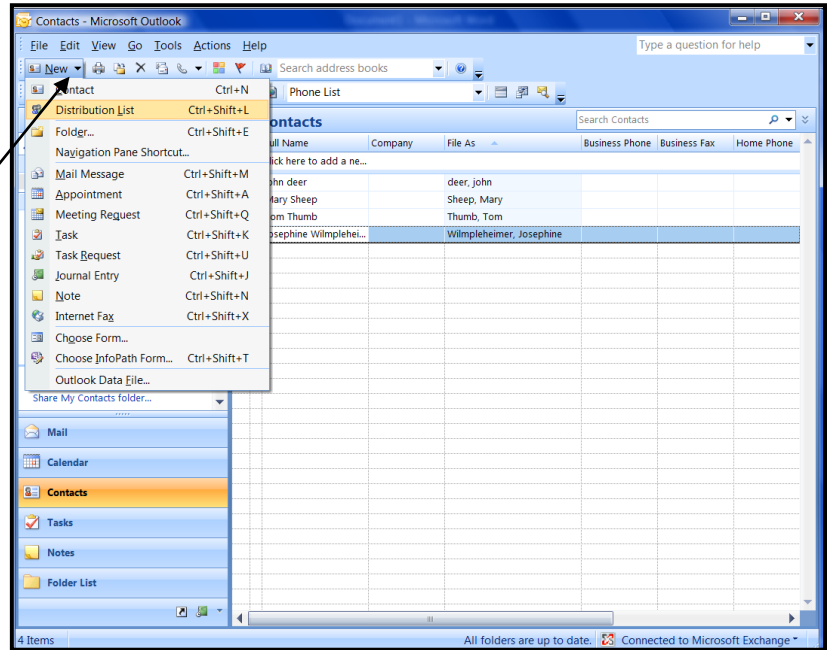 Contacts - Microsoft Outlook
File Edit View Go Tools Actions Help
Type a question for help
New
Search address books
Contact Ctrl+N
Phone List
Distribution List Ctrl+Shift+L
ontacts
Search Contacts
Folder... Ctrl+Shift+E
ull Name Company File As Business Phone Business Fax Home Phone
Navigation Pane Shortcut...
lick here to add a ne...
Mail Message Ctrl+Shift+M
ohn deer deer, john
Appointment Ctrl+Shift+A
Mary Sheep Sheep, Mary
Meeting Request Ctrl+Shift+Q
om Thumb Thumb, Tom
Task Ctrl+Shift+K
osephine Wilmplehei... Wilmpleheimer, Josephine
Task Request Ctrl+Shift+U
Journal Entry Ctrl+Shift+J
Note Ctrl+Shift+N
Internet Fax Ctrl+Shift+X
Choose Form...
Choose InfoPath Form... Ctrl+Shift+T
Outlook Data File...
Share My Contacts folder...
Mail
Calendar
Contacts
Tasks
Notes
Folder List
4 Items
All folders are up to date. Connected to Microsoft Exchange